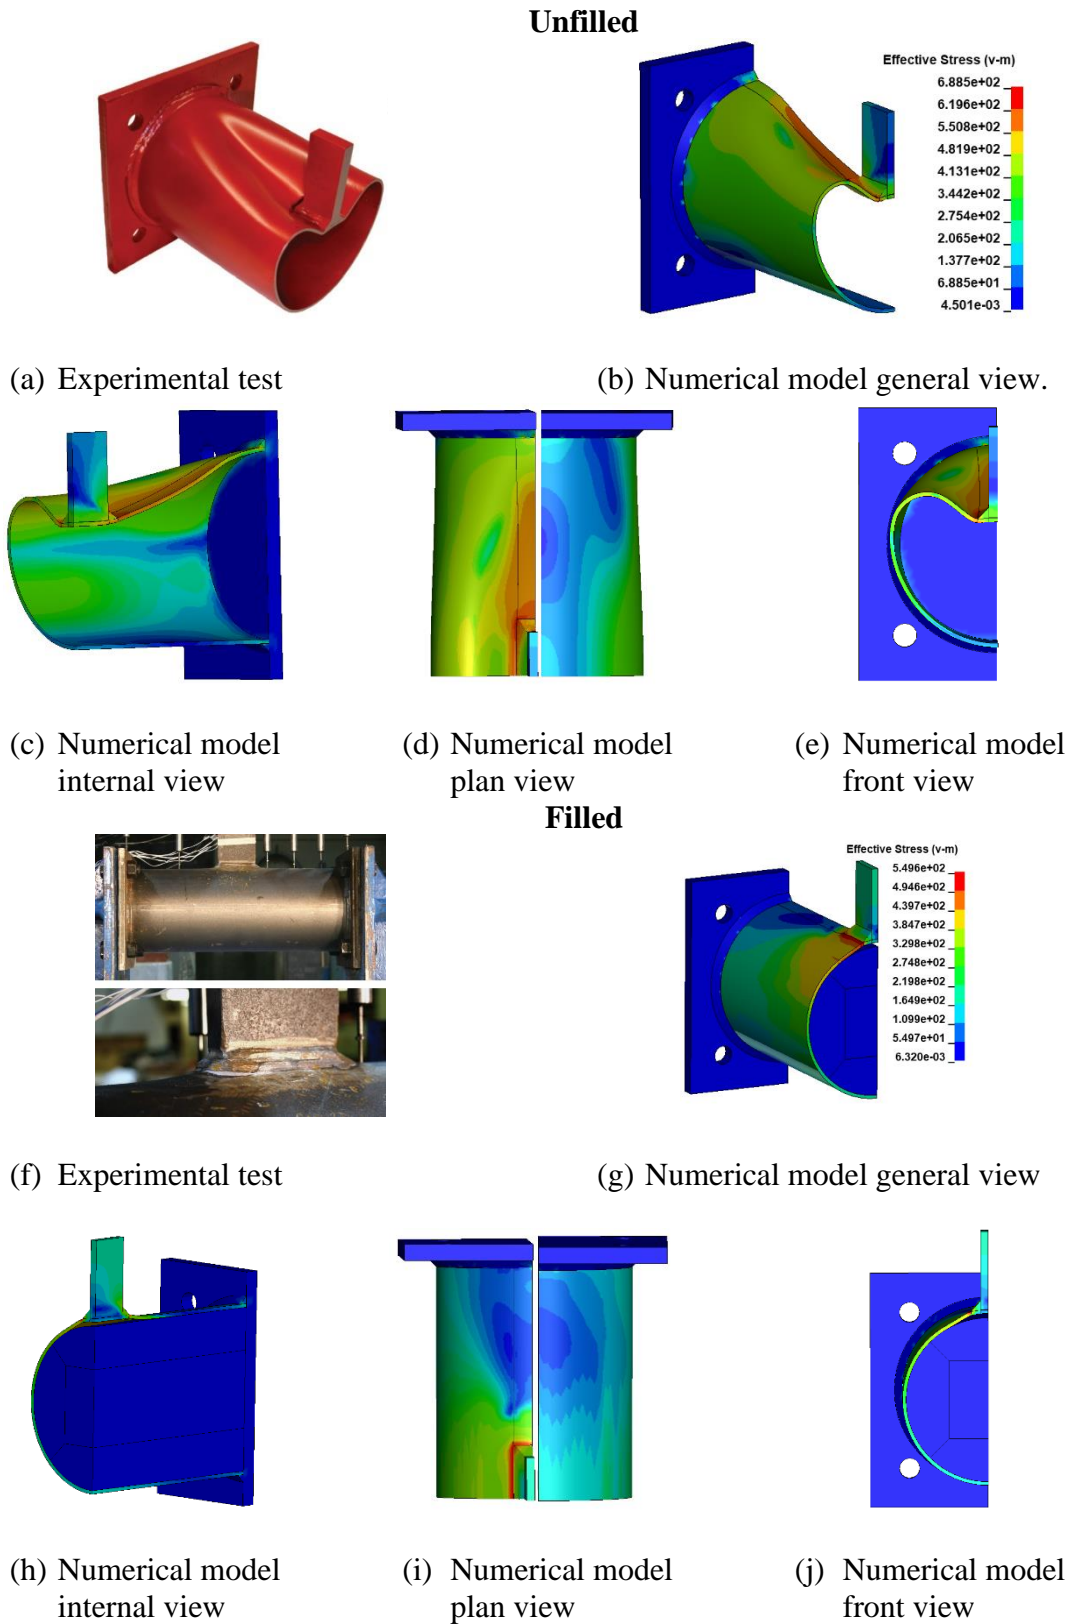 Unfilled
Effective Stress (v-m)
6.885e+02
6.196e+02
5.508e+02
4.819e+02
4.131e+02
3.442e+02
2.754e+02
2.065e+02
1.377e+02
6.885e+01
4.501e-03
(a) Experimental test
(b) Numerical model general view.
(c) Numerical model
internal view
(d) Numerical model
plan view
(e) Numerical model
front view
Filled
Effective Stress (v-m)
5.496e+02
4.946e+02
4.397e+02
3.847e+02
3.298e+02
2.748e+02
2.198e+02
1.649e+02
1.099e+02
5.497e+01
6.320e-03
(f) Experimental test
(g) Numerical model general view
(h) Numerical model
internal view
(i) Numerical model
plan view
(j) Numerical model
front view